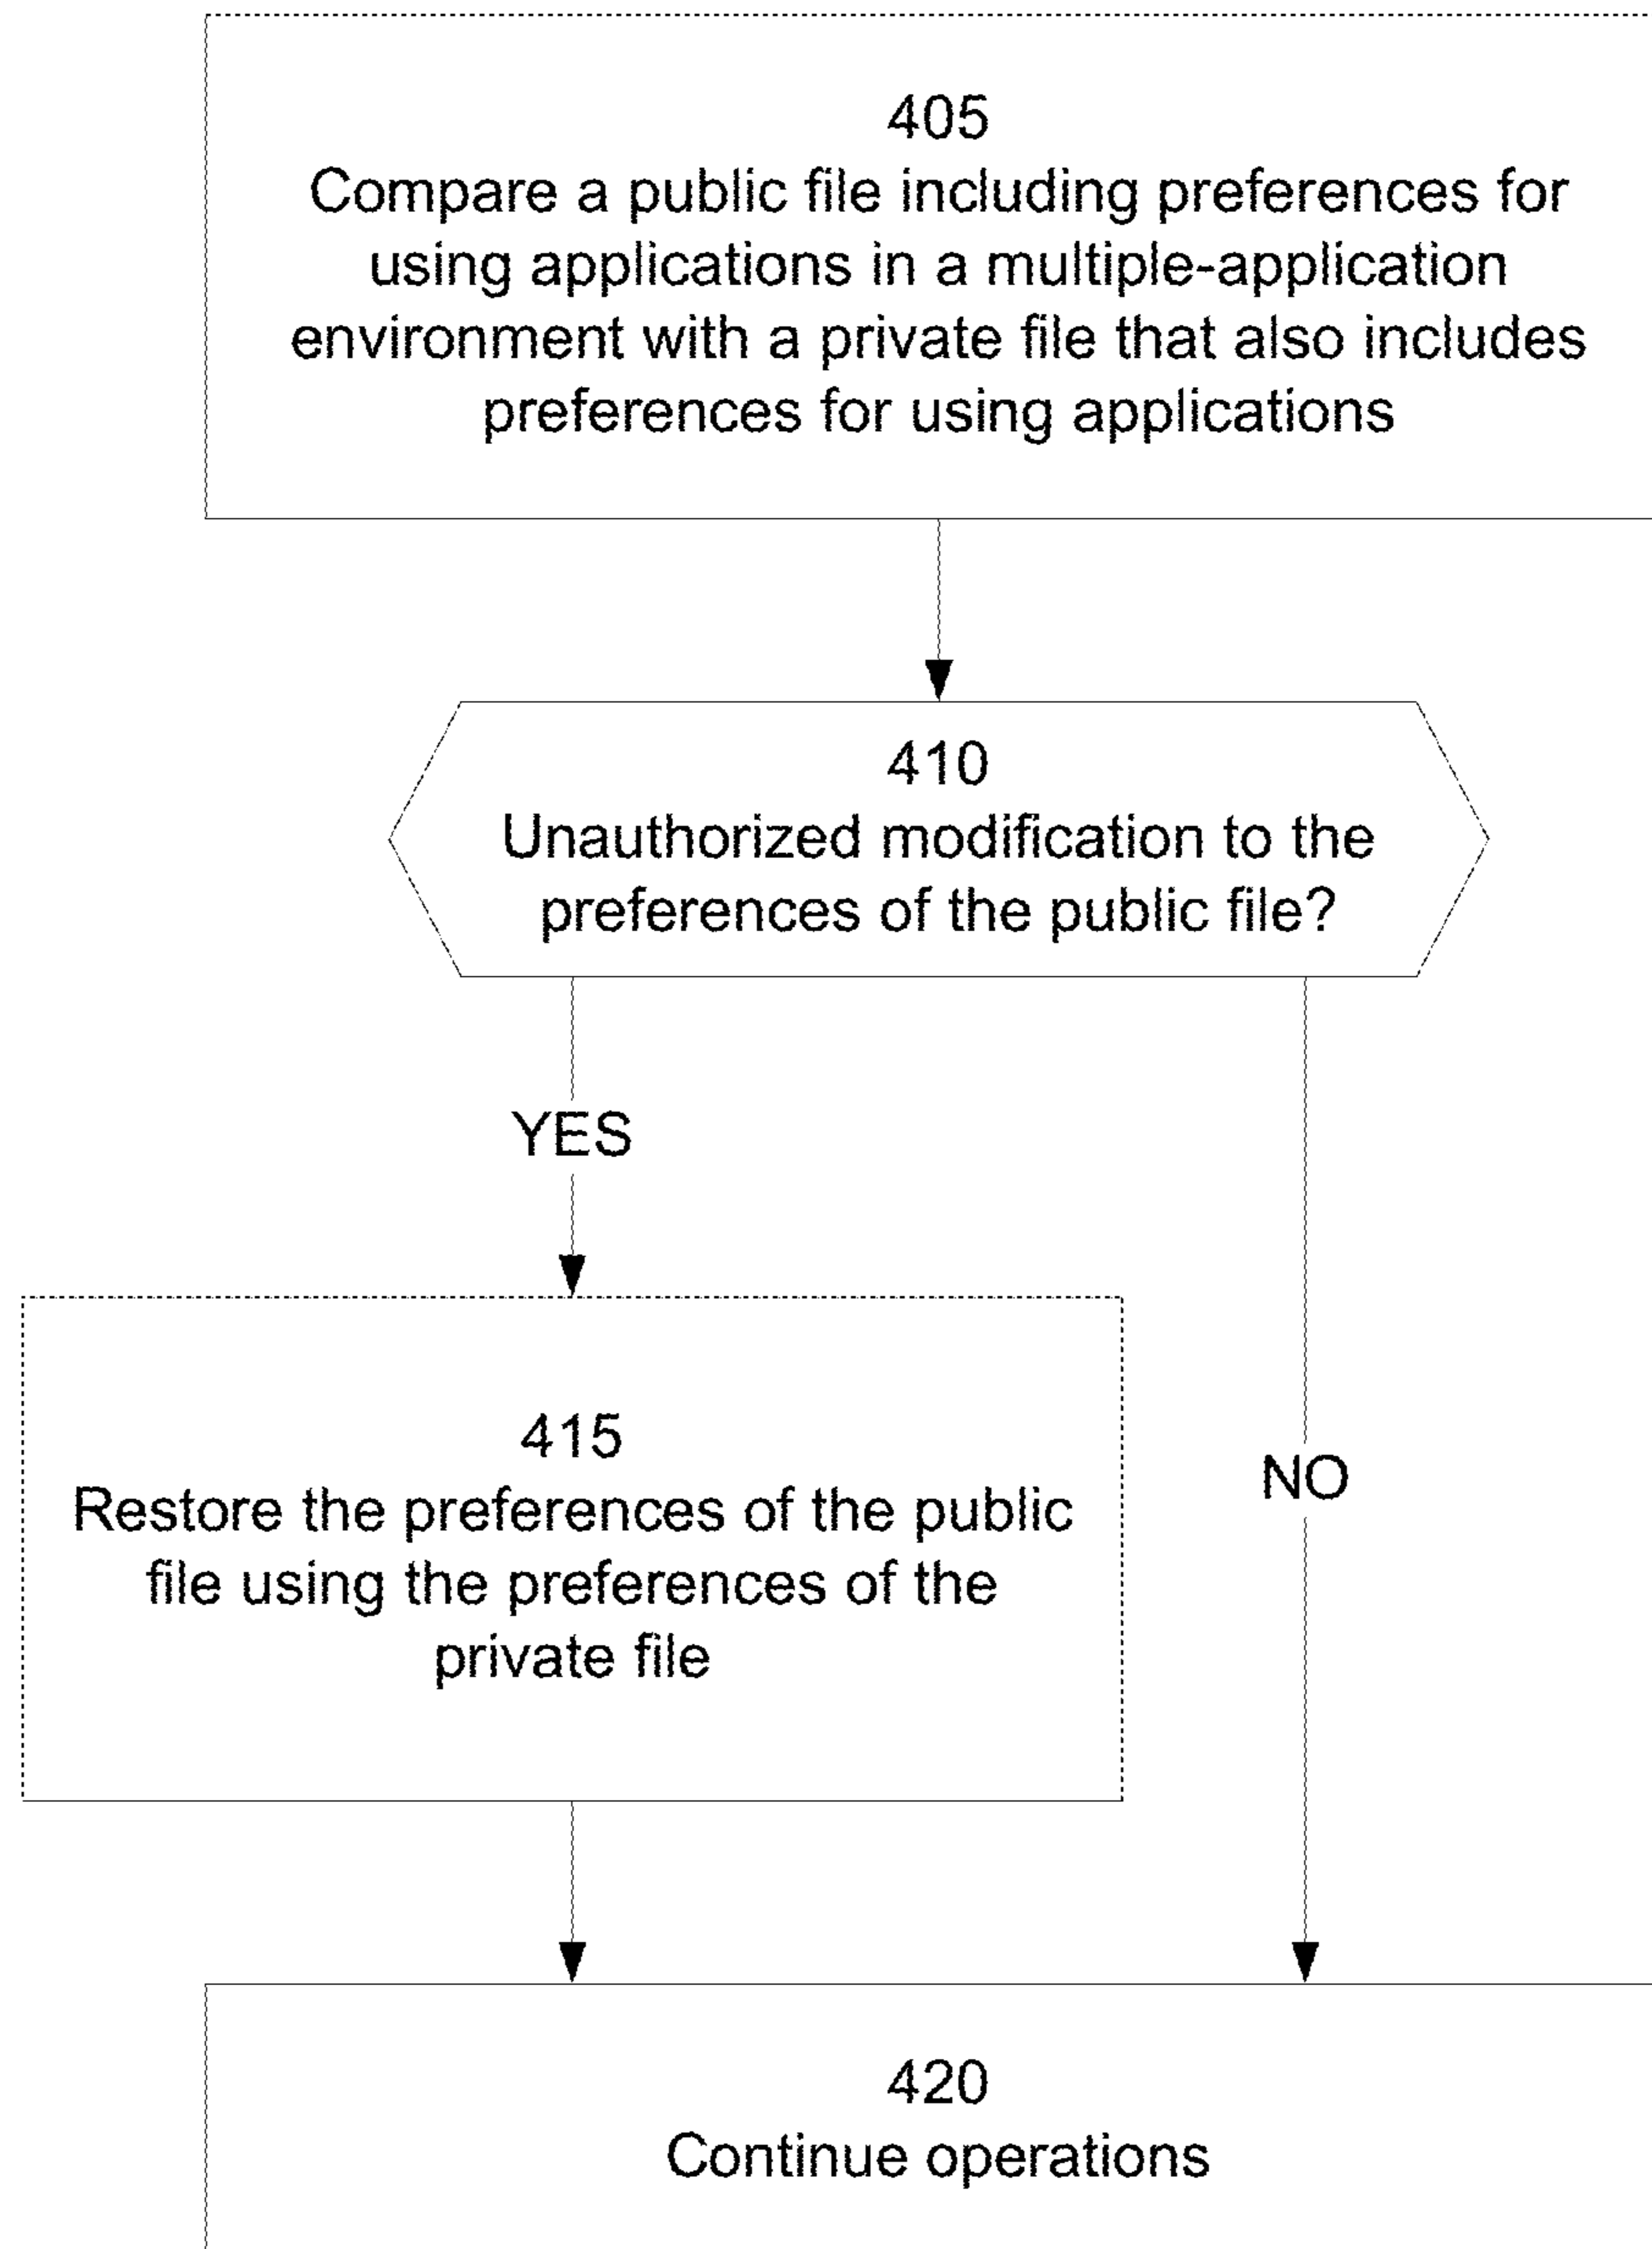 405
Compare a public file including preferences for
using applications in a multiple-application
environment with a private file that also includes
preferences for using applications
410
Unauthorized modification to the
preferences of the public file?
YES
415
Restore the preferences of the public
file using the preferences of the
private file
NO
420
Continue operations